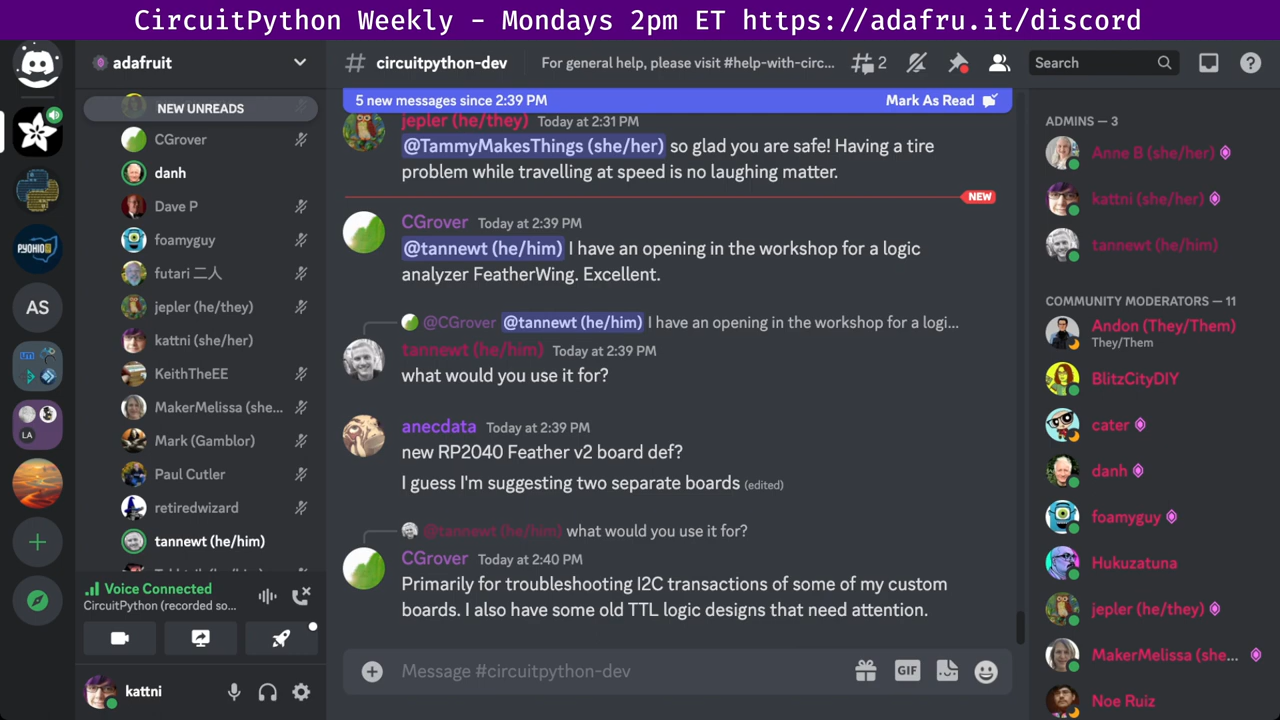 CircuitPython Weekly - Mondays 2pm ET https://adafru.it/discord
adafruit
NEW UNREADS
CGrover
danh
Dave P
foamyguy
futari 二人
jepler (he/they)
kattni (she/her)
KeithTheEE
MakerMelissa (she...
Mark (Gamblor)
Paul Cutler
retiredwizard
tannewt (he/him)
PYOHIO
AS
LA
Voice Connected
CircuitPython (recorded so...
kattni
# circuitpython-dev
For general help, please visit #help-with-circ...
2
Search
5 new messages since 2:39 PM
Mark As Read
jepler (he/they) Today at 2:31 PM
@TammyMakesThings (she/her) so glad you are safe! Having a tire
problem while travelling at speed is no laughing matter.
NEW
CGrover Today at 2:39 PM
@tannewt (he/him) I have an opening in the workshop for a logic
analyzer FeatherWing. Excellent.
@CGrover @tannewt (he/him) I have an opening in the workshop for a logi...
tannewt (he/him) Today at 2:39 PM
what would you use it for?
anecdata Today at 2:39 PM
new RP2040 Feather v2 board def?
I guess I'm suggesting two separate boards (edited)
@tannewt (he/him) what would you use it for?
CGrover Today at 2:40 PM
Primarily for troubleshooting I2C transactions of some of my custom
boards. I also have some old TTL logic designs that need attention.
Message #circuitpython-dev
GIF
ADMINS — 3
Anne B (she/her)
kattni (she/her)
tannewt (he/him)
COMMUNITY MODERATORS — 11
Andon (They/Them)
They/Them
BlitzCityDIY
cater
danh
foamyguy
Hukuzatuna
jepler (he/they)
MakerMelissa (she...
Noe Ruiz